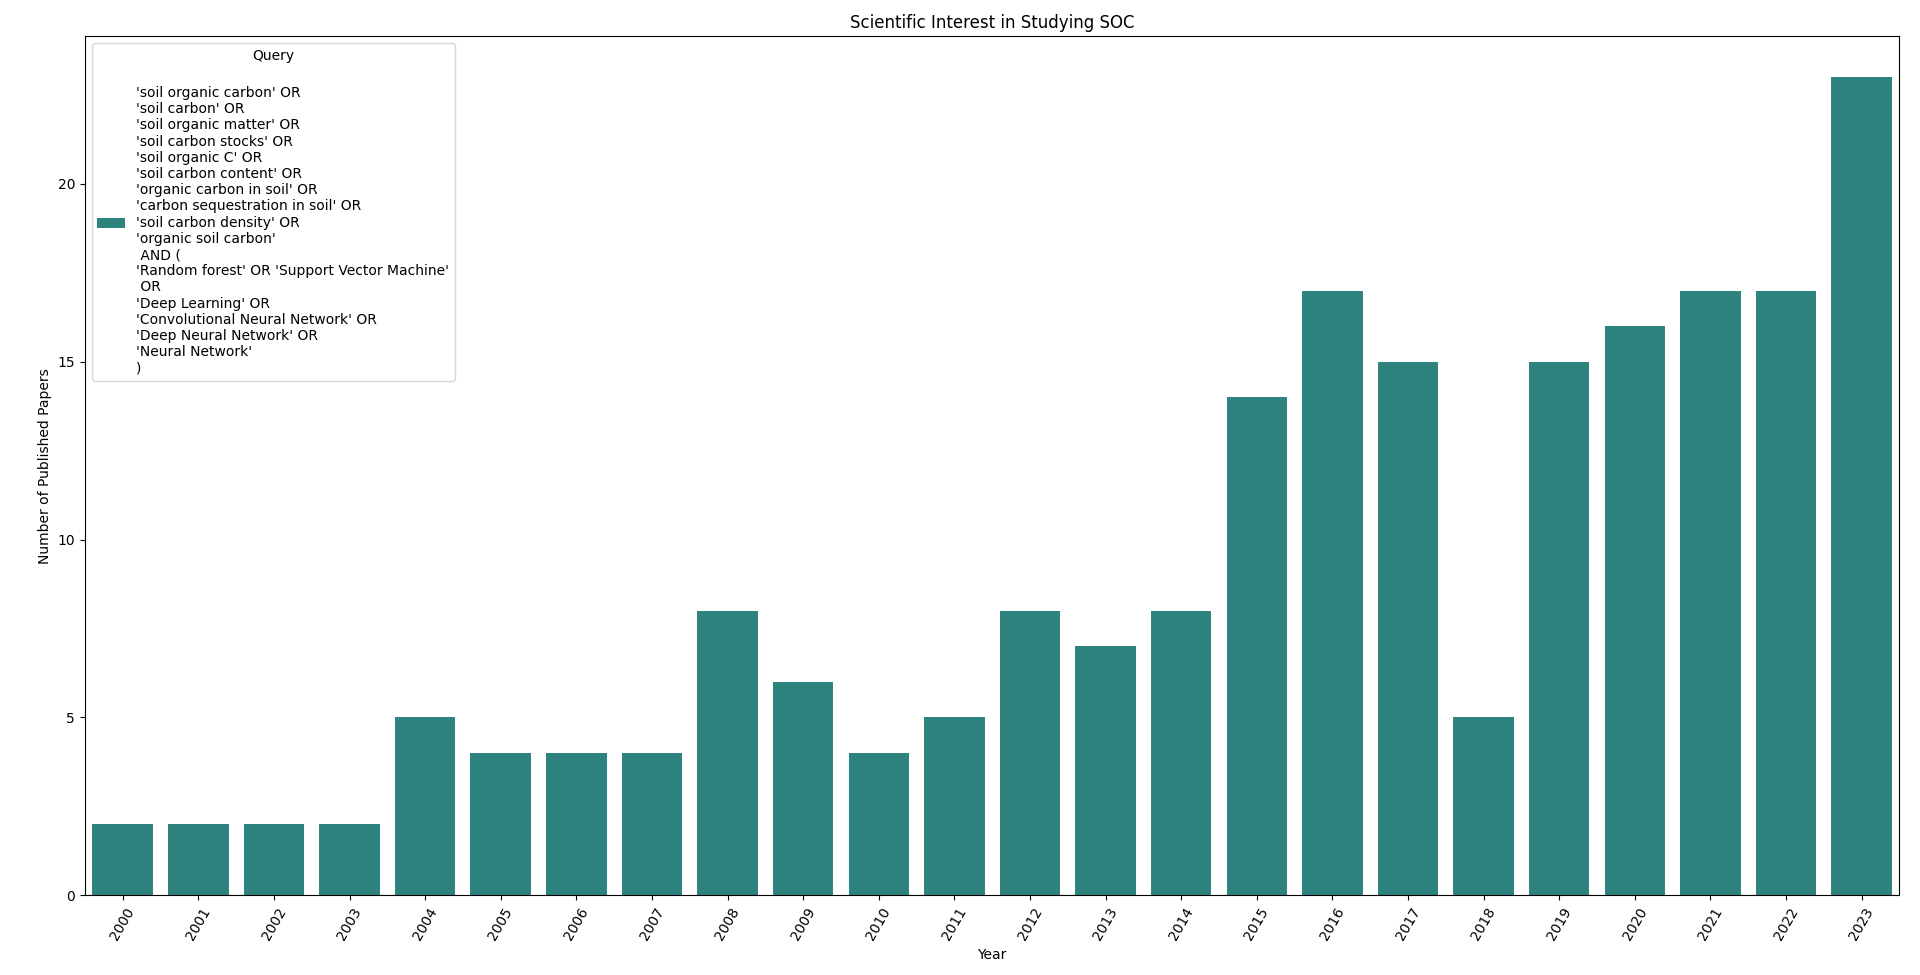 Scientific Interest in Studying SOC
Query
'soil organic carbon' OR
'soil carbon' OR
'soil organic matter' OR
'soil carbon stocks' OR
'soil organic C' OR
'soil carbon content' OR
'organic carbon in soil' OR
'carbon sequestration in soil' OR
'soil carbon density' OR
'organic soil carbon'
AND (
'Random forest' OR 'Support Vector Machine'
OR
'Deep Learning' OR
'Convolutional Neural Network' OR
'Deep Neural Network' OR
'Neural Network'
)
Number of Published Papers
20
15
10
5
0
2000 2001 2002 2003 2004 2005 2006 2007 2008 2009 2010 2011 2012 2013 2014 2015 2016 2017 2018 2019 2020 2021 2022 2023
Year